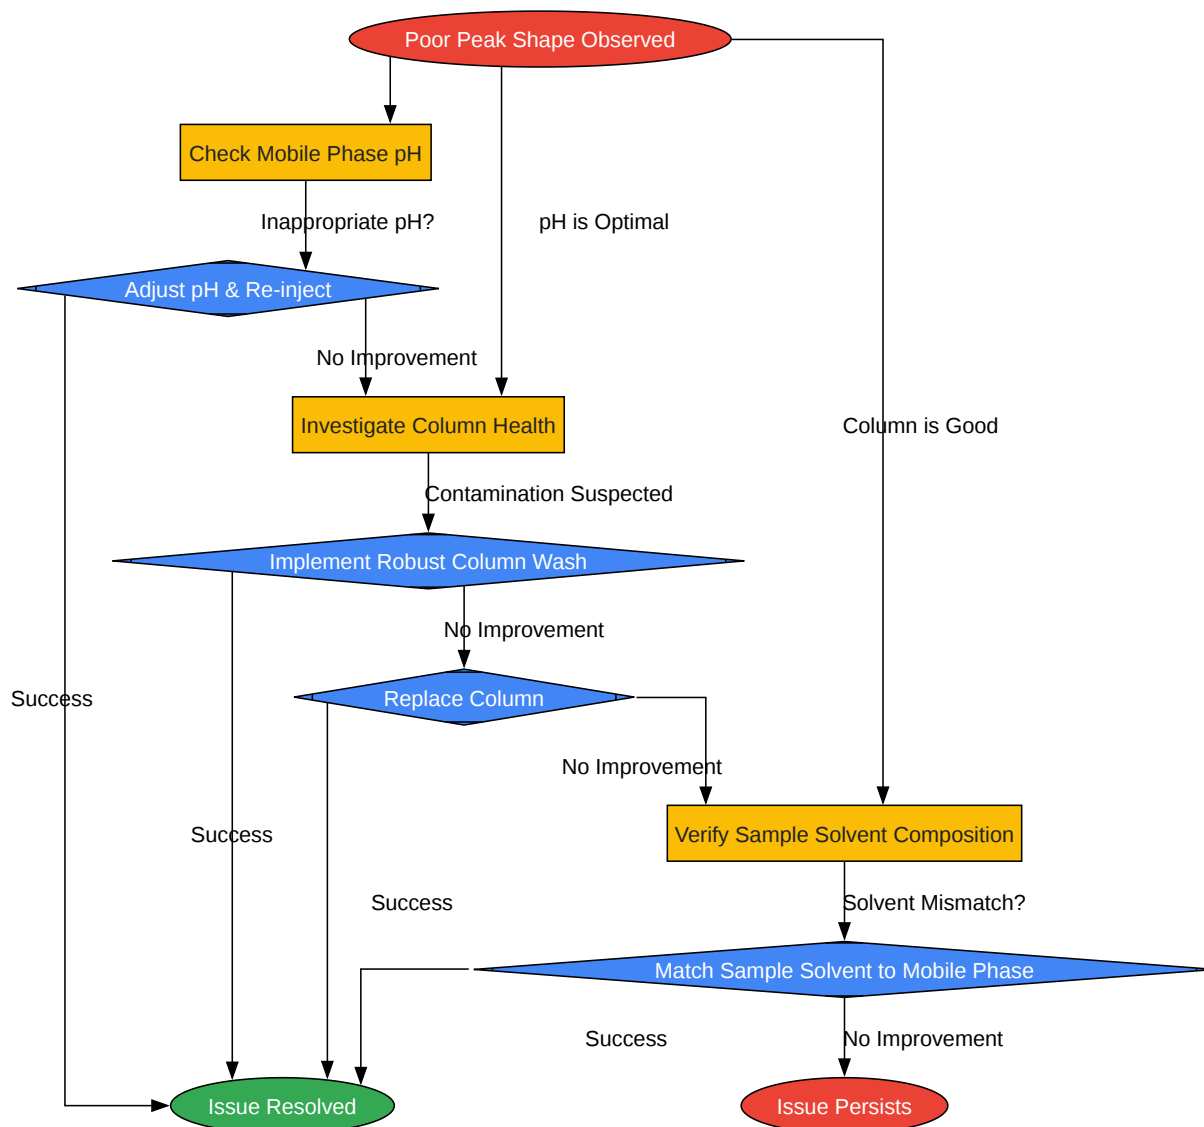 Poor Peak Shape Observed
Check Mobile Phase pH
Inappropriate pH?
pH is Optimal
Adjust pH & Re-inject
No Improvement
Investigate Column Health
Column is Good
Contamination Suspected
Implement Robust Column Wash
No Improvement
Success
Replace Column
No Improvement
Success
Verify Sample Solvent Composition
Success
Solvent Mismatch?
Match Sample Solvent to Mobile Phase
Success
No Improvement
Issue Resolved
Issue Persists